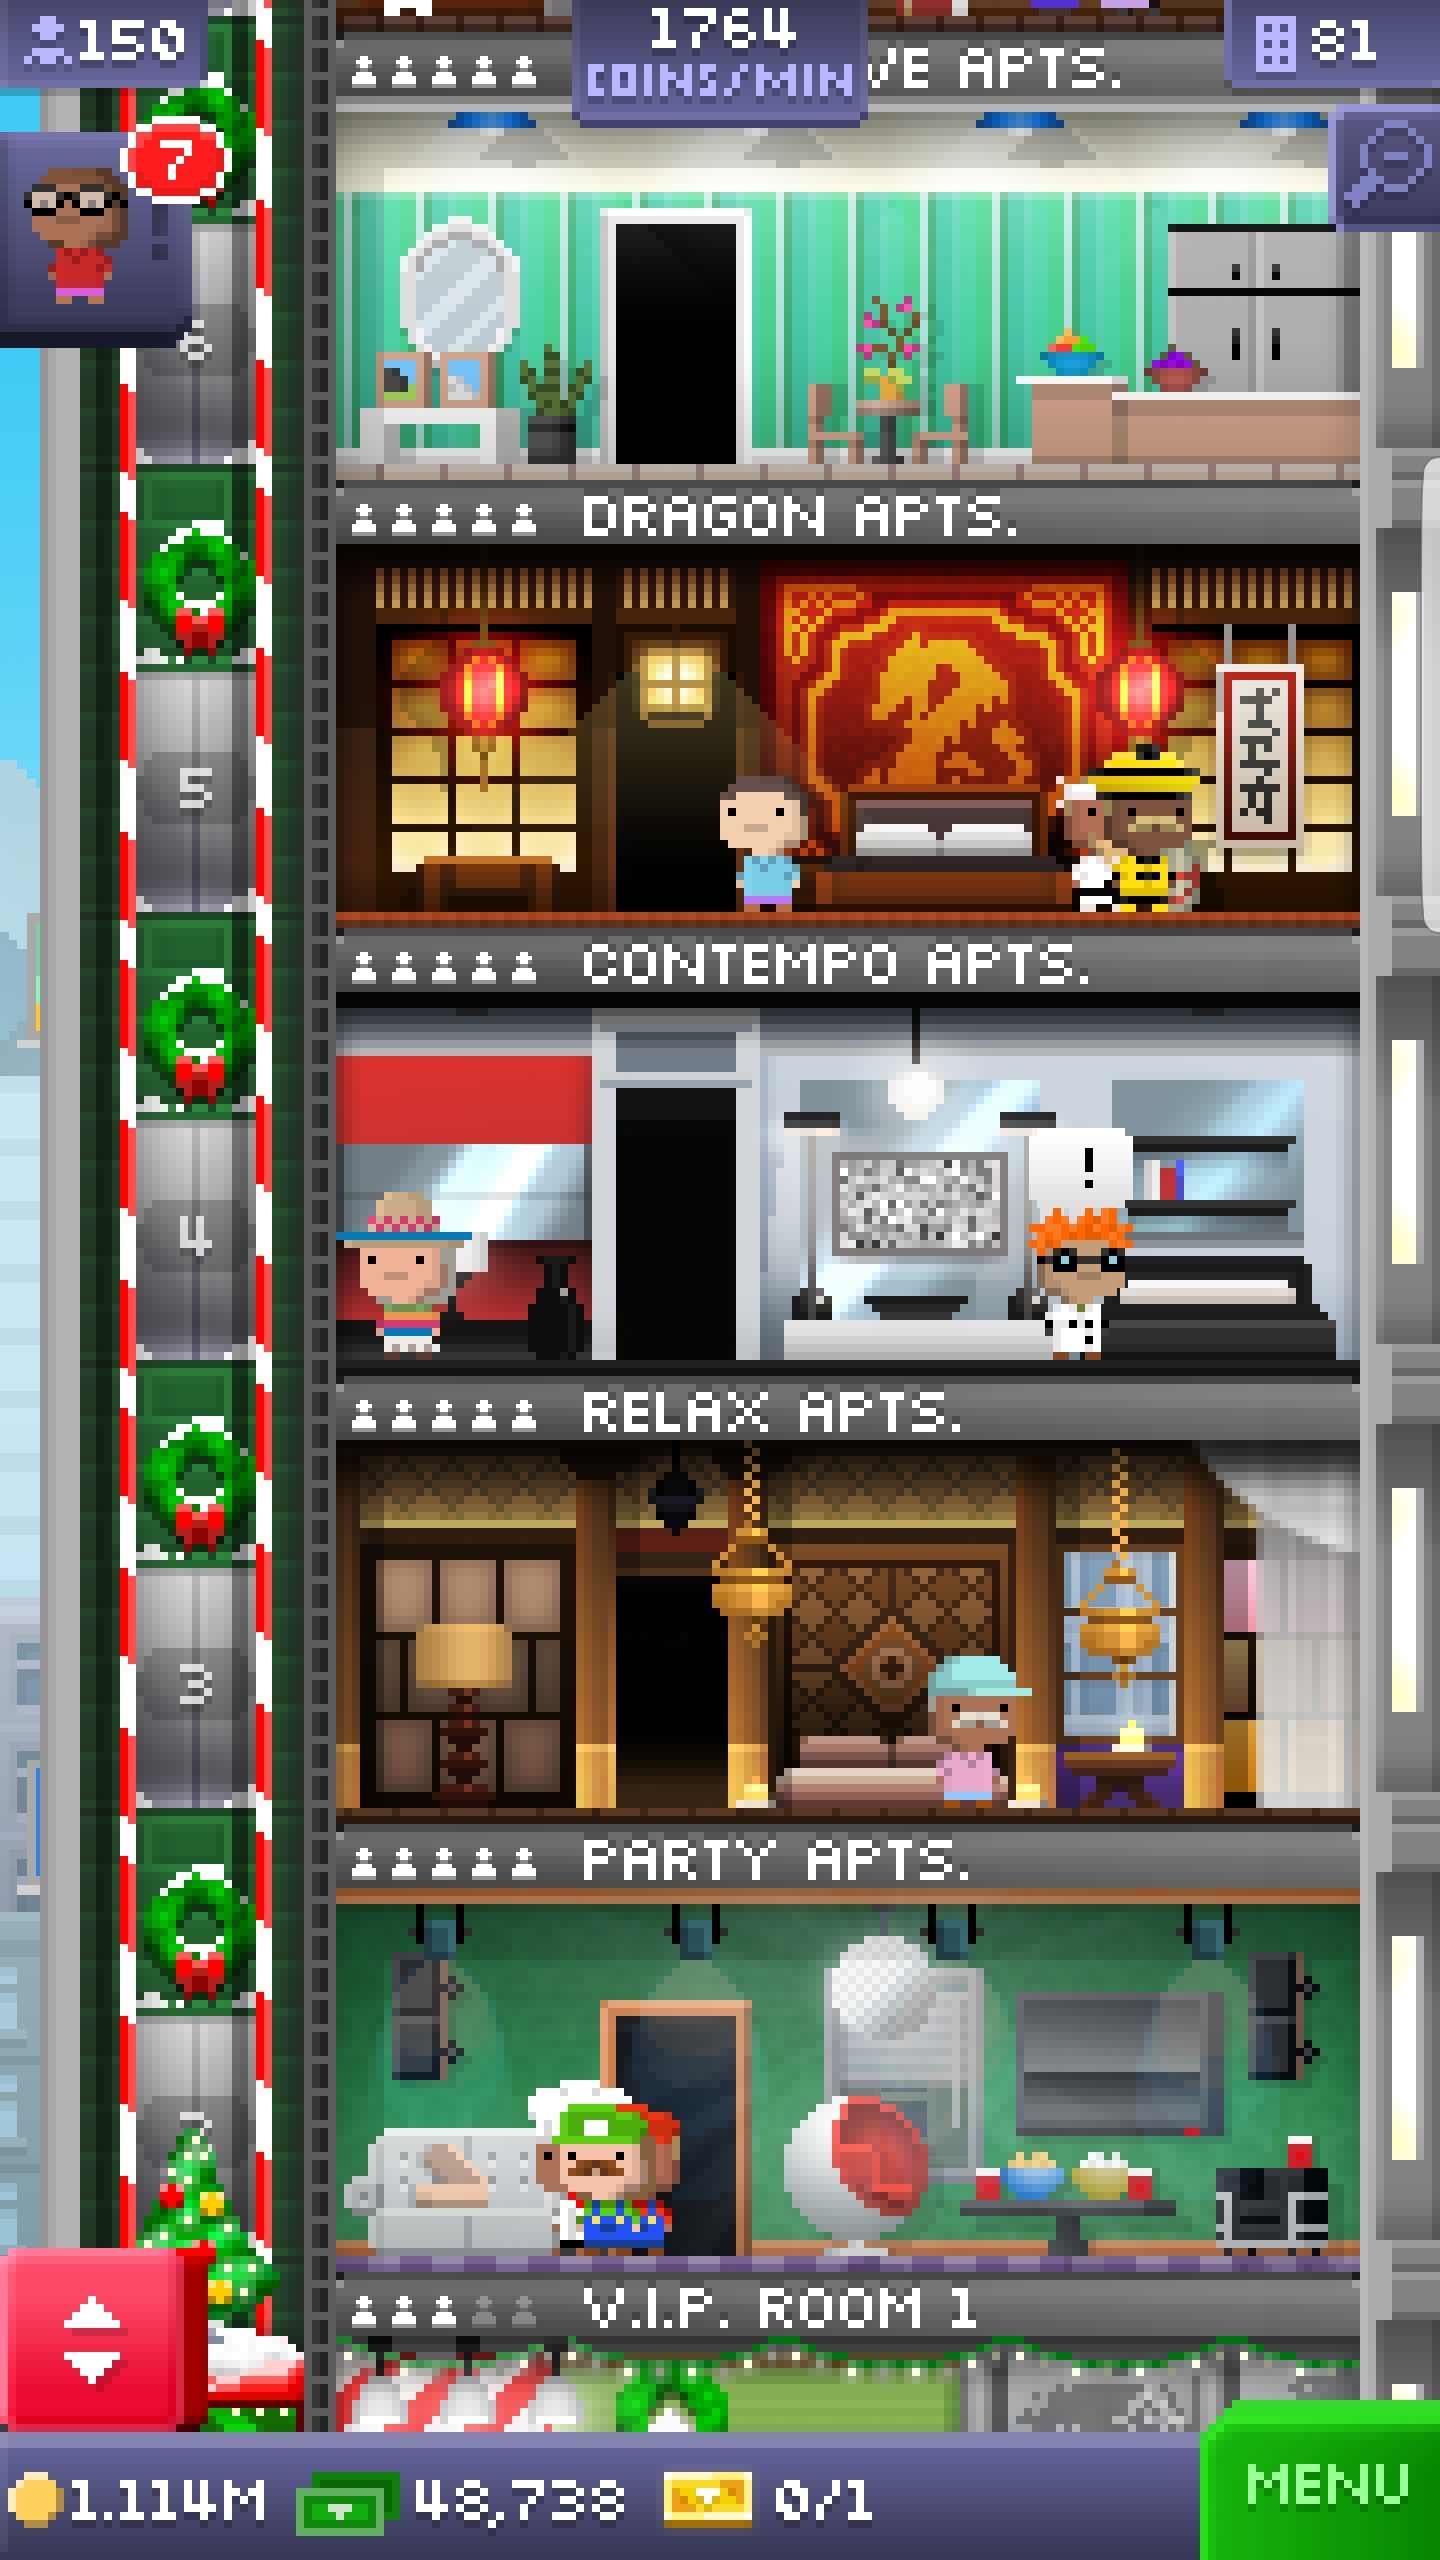 150
1764
COINS/MIN
81
VE APTS.
7
6
DRAGON APTS.
5
CONTEMPO APTS.
!
4
RELAX APTS.
3
PARTY APTS.
V.I.P. ROOM 1
1.114M
48,738
0/1
MENU